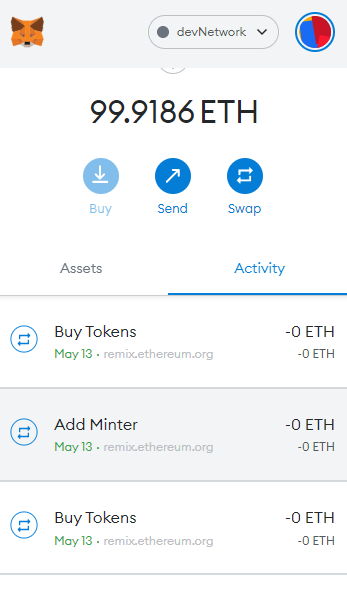 devNetwork
99.9186 ETH
Buy
Send
Swap
Assets
Activity
Buy Tokens
-0 ETH
May 13 · remix.ethereum.org
-0 ETH
Add Minter
-0 ETH
May 13 · remix.ethereum.org
-0 ETH
Buy Tokens
-0 ETH
May 13 · remix.ethereum.org
-0 ETH